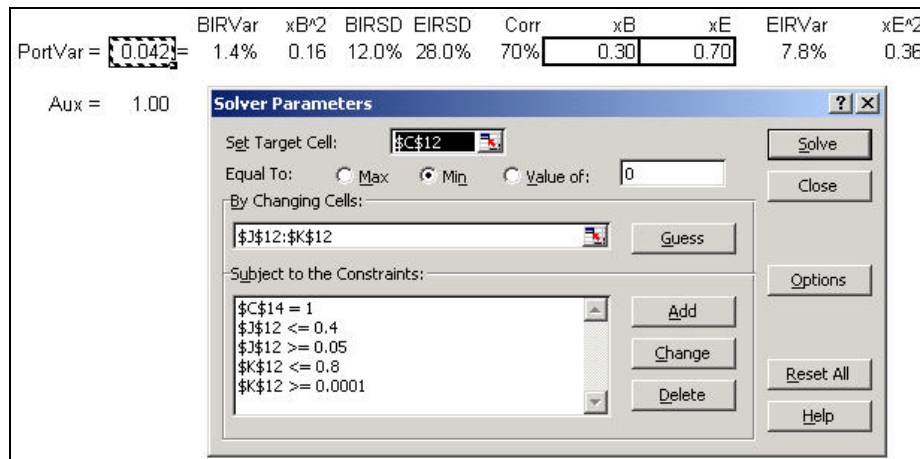 BIRVar xB^2 BIRSD EIRSD Corr xB xE EIRVar xE^2
PortVar = 0.042 = 1.4% 0.16 12.0% 28.0% 70% 0.30 0.70 7.8% 0.36
Aux = 1.00
Solver Parameters
Set Target Cell: $C$12
Solve
Equal To: Max Min Value of: 0
Close
By Changing Cells:
$J$12:$K$12
Guess
Subject to the Constraints:
Options
$C$14 = 1
$J$12 <= 0.4
$J$12 >= 0.05
$K$12 <= 0.8
$K$12 >= 0.0001
Add
Change
Delete
Reset All
Help